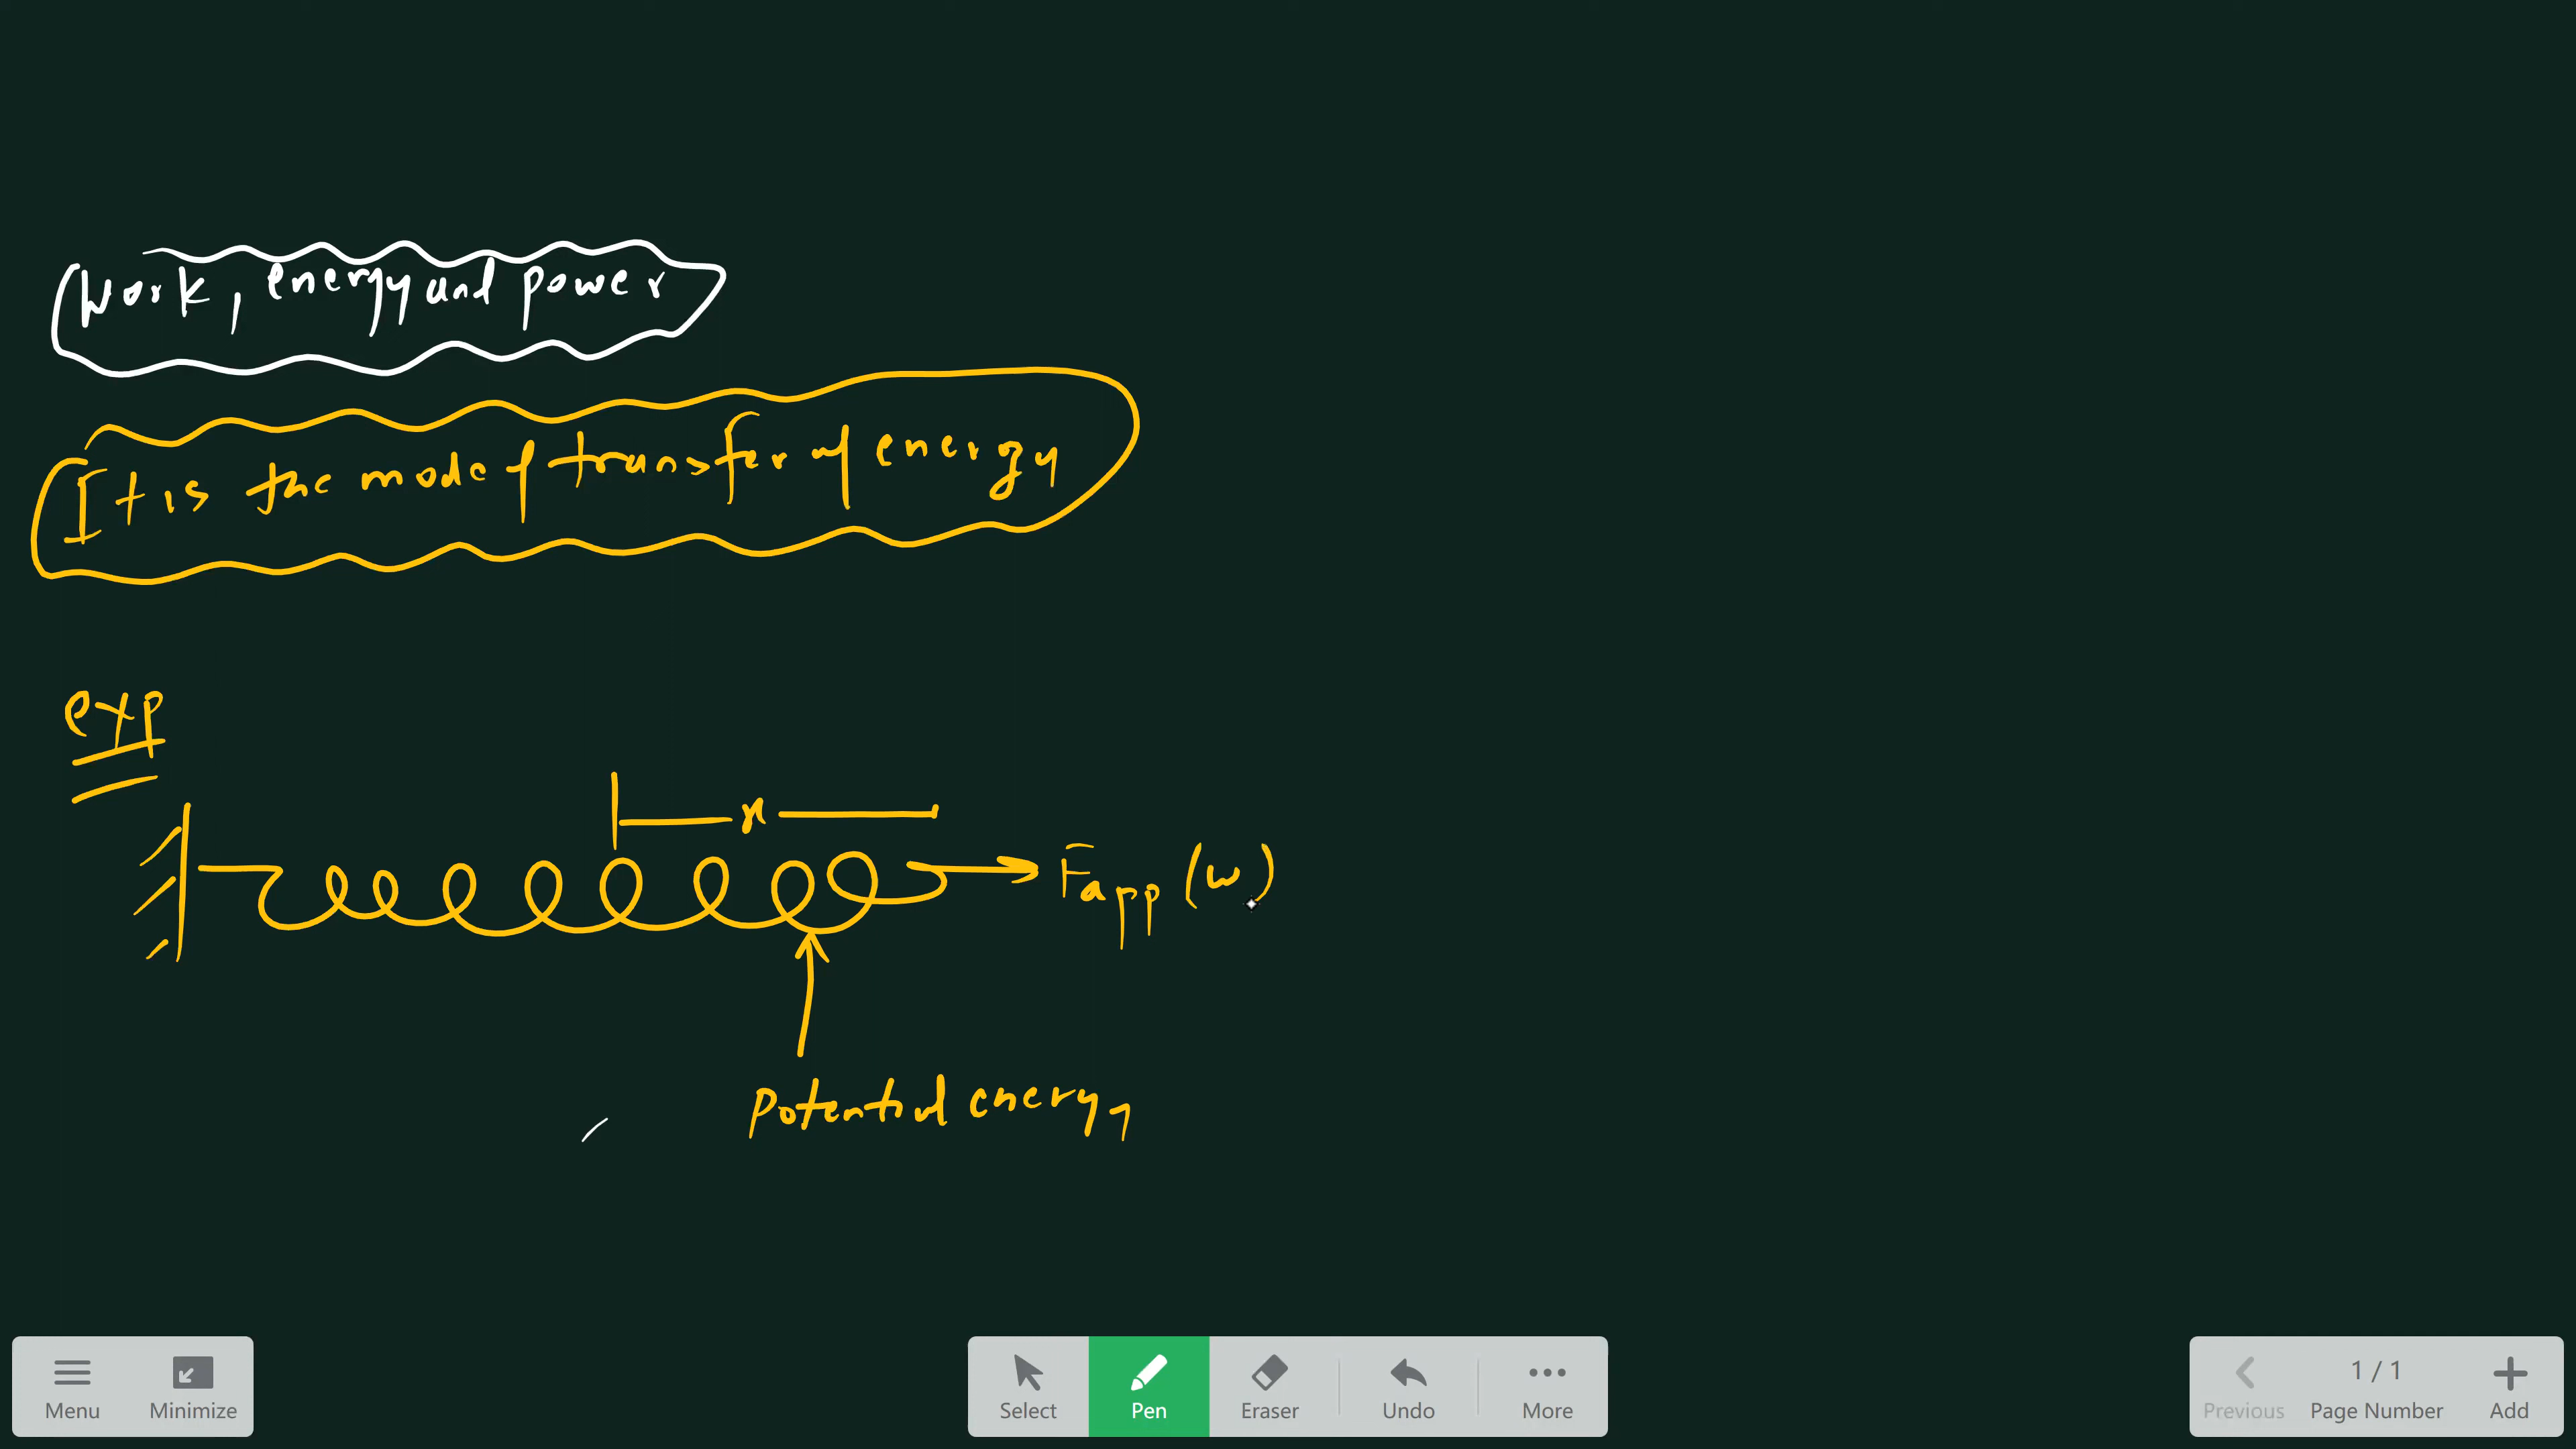 Work, energy and power
It is the mode of transfer of energy
exp
x
Fapp (w)
Potential energy
Menu
Minimize
Select
Pen
Eraser
Undo
More
Previous
1 / 1
Page Number
Add